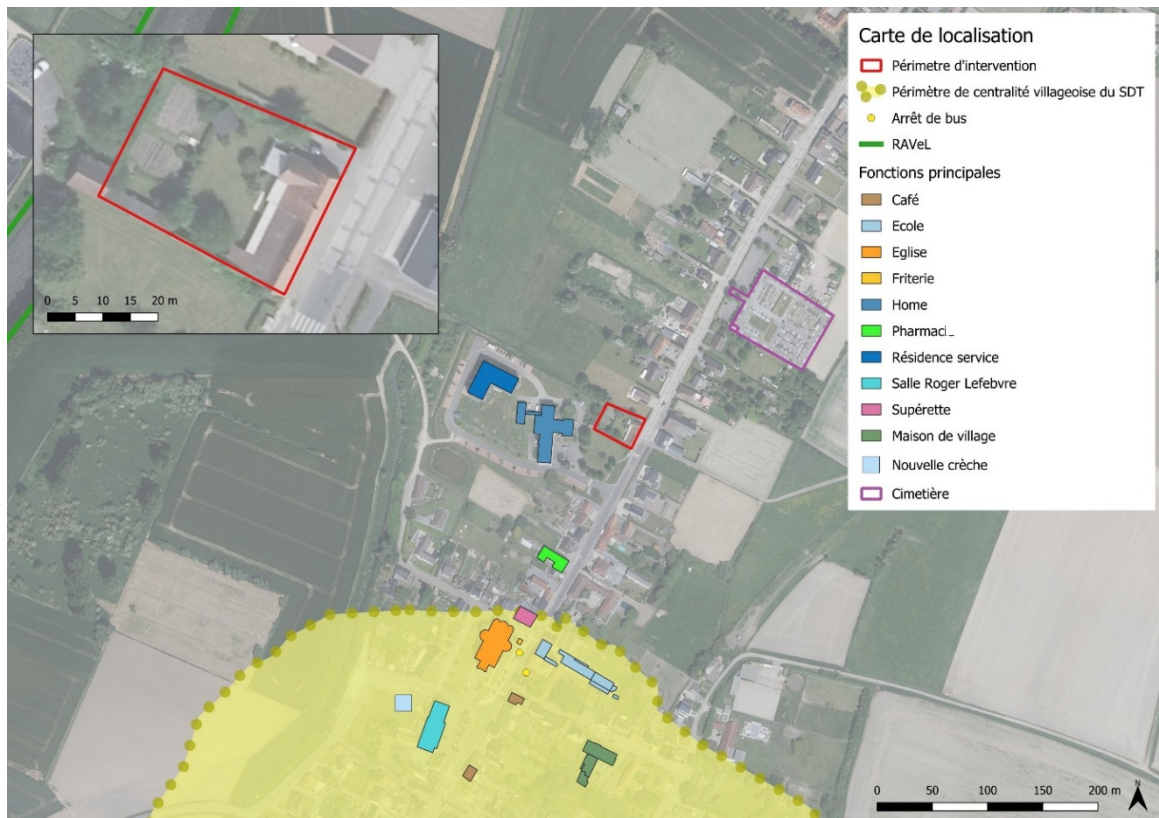 Carte de localisation
Périmetre d'intervention
Périmètre de centralité villageoise du SDT
Arrêt de bus
RAVeL
Fonctions principales
Café
Ecole
Eglise
Friterie
Home
Pharmaci_
Résidence service
Salle Roger Lefebvre
Supérette
Maison de village
Nouvelle crèche
Cimetière
0 5 10 15 20 m
0 50 100 150 200 m
N